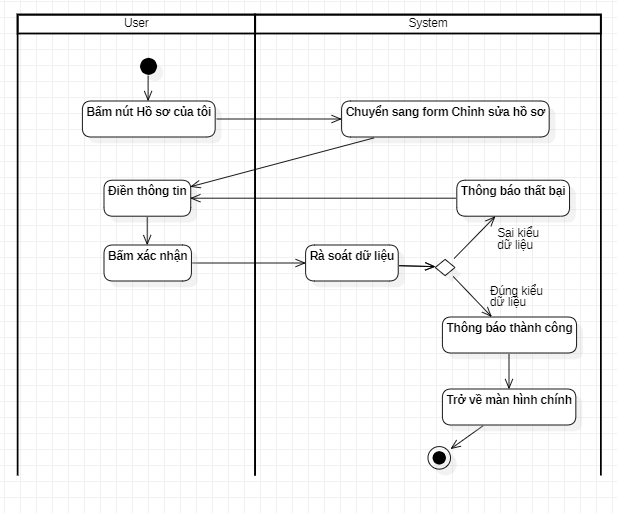 User
System
Bấm nút Hồ sơ của tôi
Chuyển sang form Chỉnh sửa hồ sơ
Điền thông tin
Thông báo thất bại
Sai kiểu
dữ liệu
Bấm xác nhận
Rà soát dữ liệu
Đúng kiểu
dữ liệu
Thông báo thành công
Trở về màn hình chính